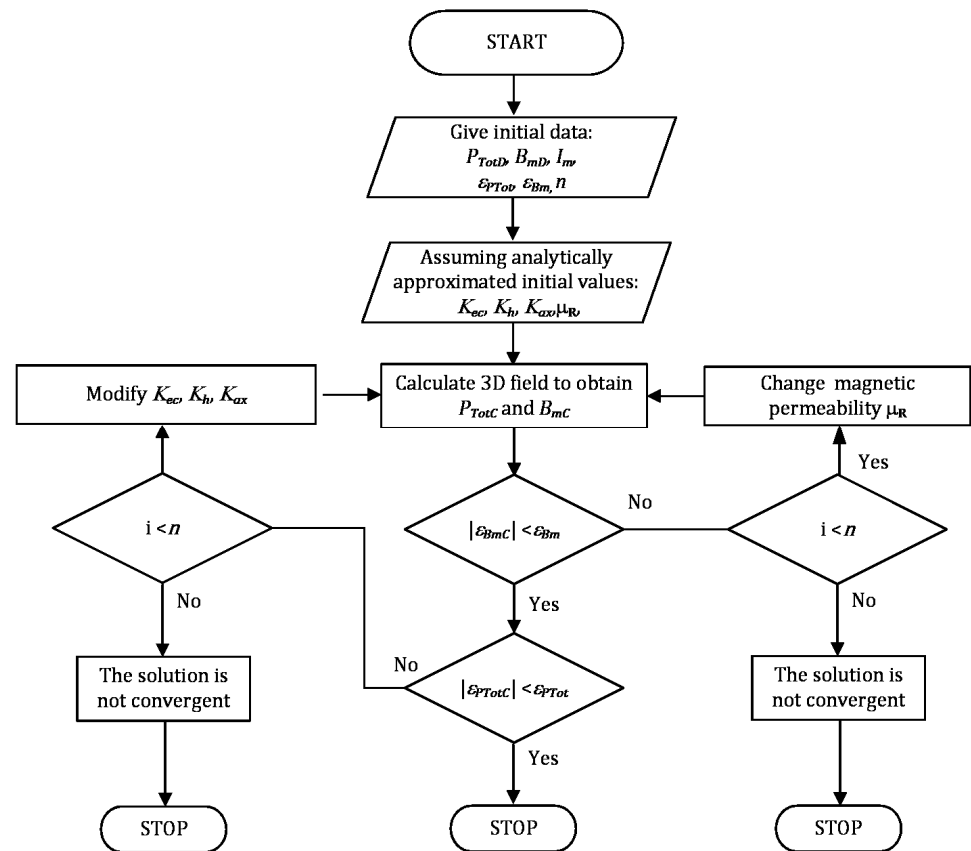 START
Give initial data:
P_TotD, B_mD, I_m,
ε_PTot, ε_Bm, n
Assuming analytically
approximated initial values:
K_ec, K_h, K_ax, μ_R,
Modify K_ec, K_h, K_ax
Calculate 3D field to obtain
P_TotC and B_mC
Change magnetic
permeability μ_R
Yes
i < n
|ε_BmC| < ε_Bm
No
i < n
No
Yes
No
The solution is
not convergent
No
|ε_PTotC| < ε_PTot
The solution is
not convergent
Yes
STOP
STOP
STOP